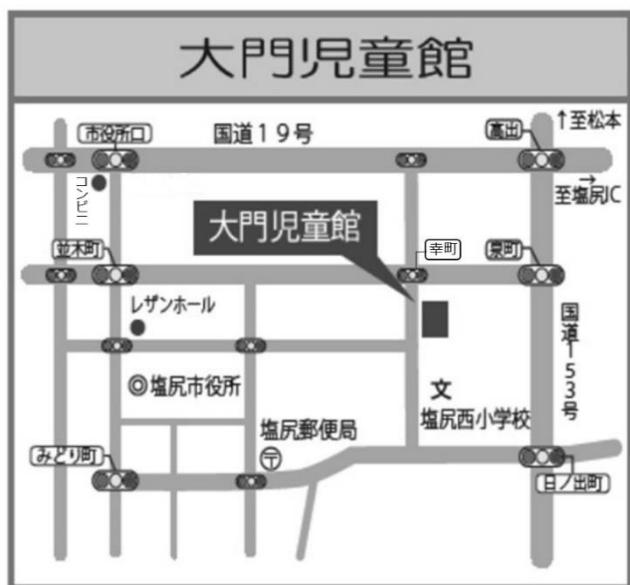 大門児童館
市役所口
国道19号
高出
↑至松本
→
至塩尻IC
コンビニ
大門児童館
並木町
幸町
泉町
レザンホール
国道153号
◎塩尻市役所
文
塩尻西小学校
塩尻郵便局
〒
みどり町
日ノ出町